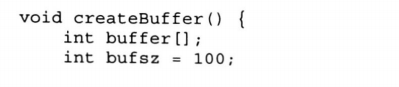 void createBuffer() {
    int buffer[];
    int bufsz = 100;